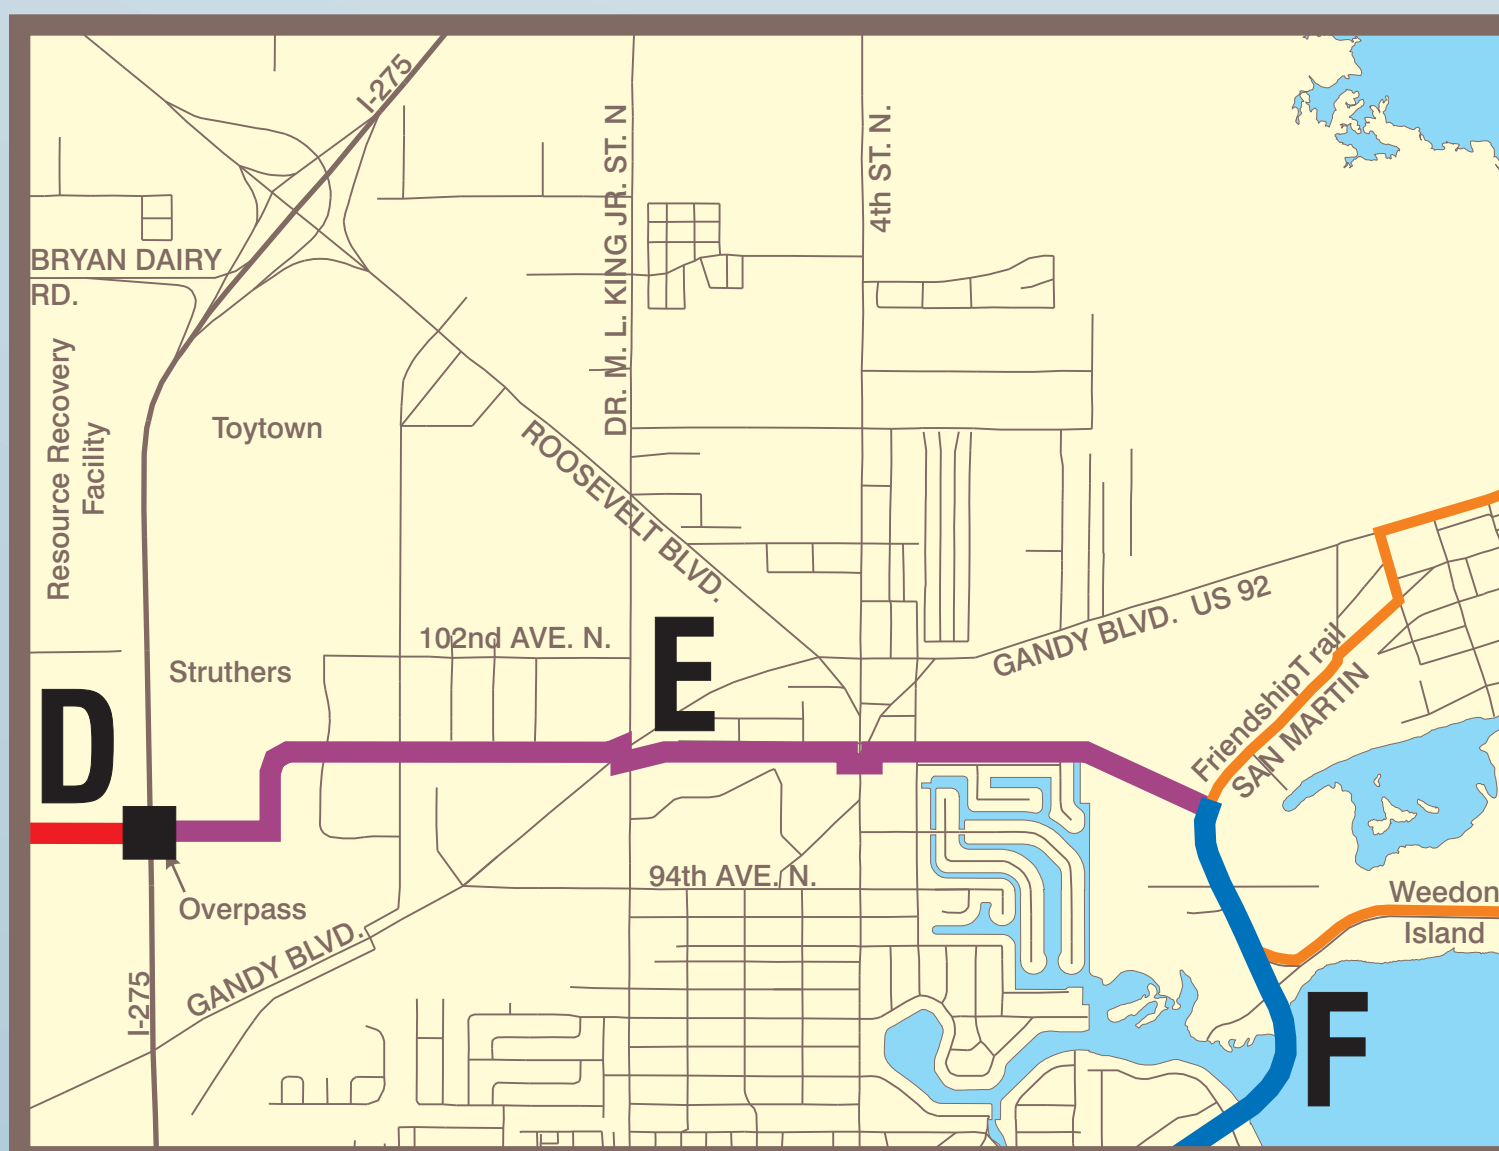 I-275
DR. M. L. KING JR. ST. N
4th ST. N.
BRYAN DAIRY
RD.
Resource Recovery
Facility
Toytown
ROOSEVELT BLVD.
GANDY BLVD. US 92
102nd AVE. N.
E
Struthers
D
FriendshipT rail
SAN MARTIN
94th AVE. N.
Overpass
Weedon
Island
GANDY BLVD.
I-275
F